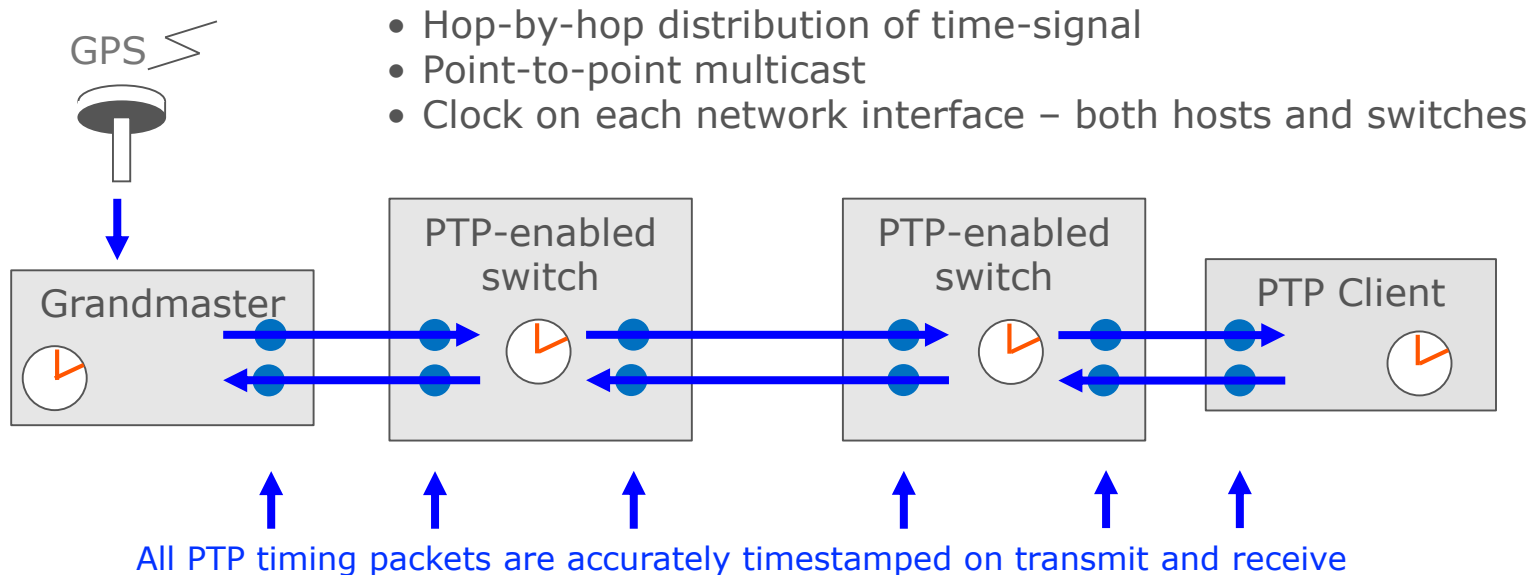 • Hop-by-hop distribution of time-signal
GPS
• Point-to-point multicast
• Clock on each network interface – both hosts and switches
PTP-enabled
switch
PTP-enabled
switch
Grandmaster
PTP Client
All PTP timing packets are accurately timestamped on transmit and receive